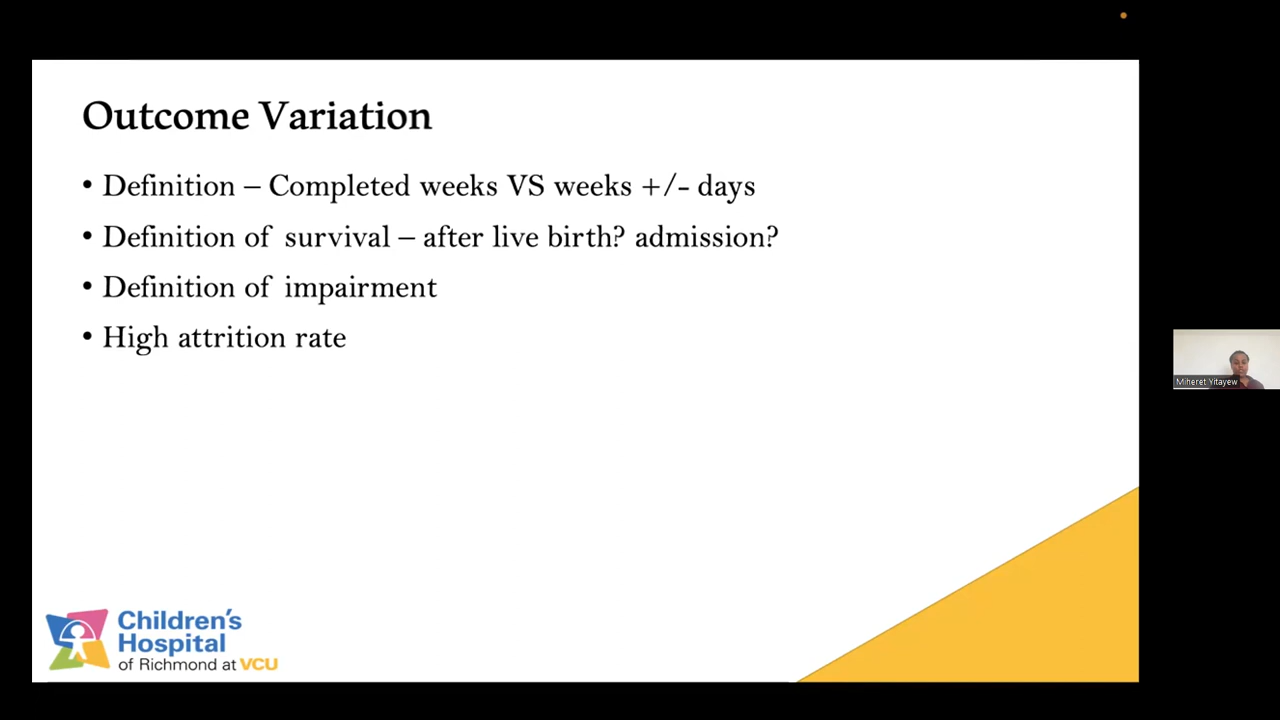 Outcome Variation
• Definition – Completed weeks VS weeks +/- days
• Definition of survival – after live birth? admission?
• Definition of impairment
• High attrition rate
Miheret Yitayew
Children's
Hospital
of Richmond at VCU